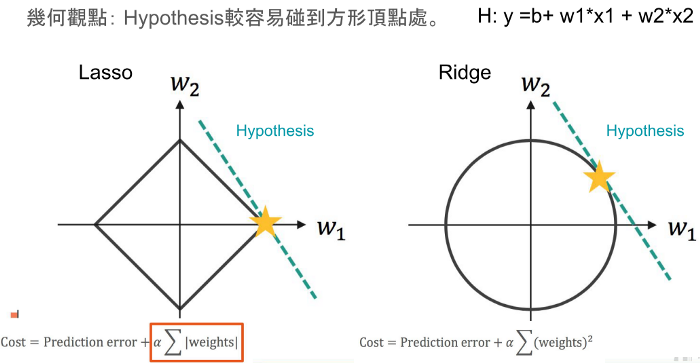 幾何觀點: Hypothesis較容易碰到方形頂點處。
H: y =b+ w1*x1 + w2*x2
Lasso
w₂
Hypothesis
w₁
Cost = Prediction error + α ∑ |weights|
Ridge
w₂
Hypothesis
w₁
Cost = Prediction error + α ∑(weights)²